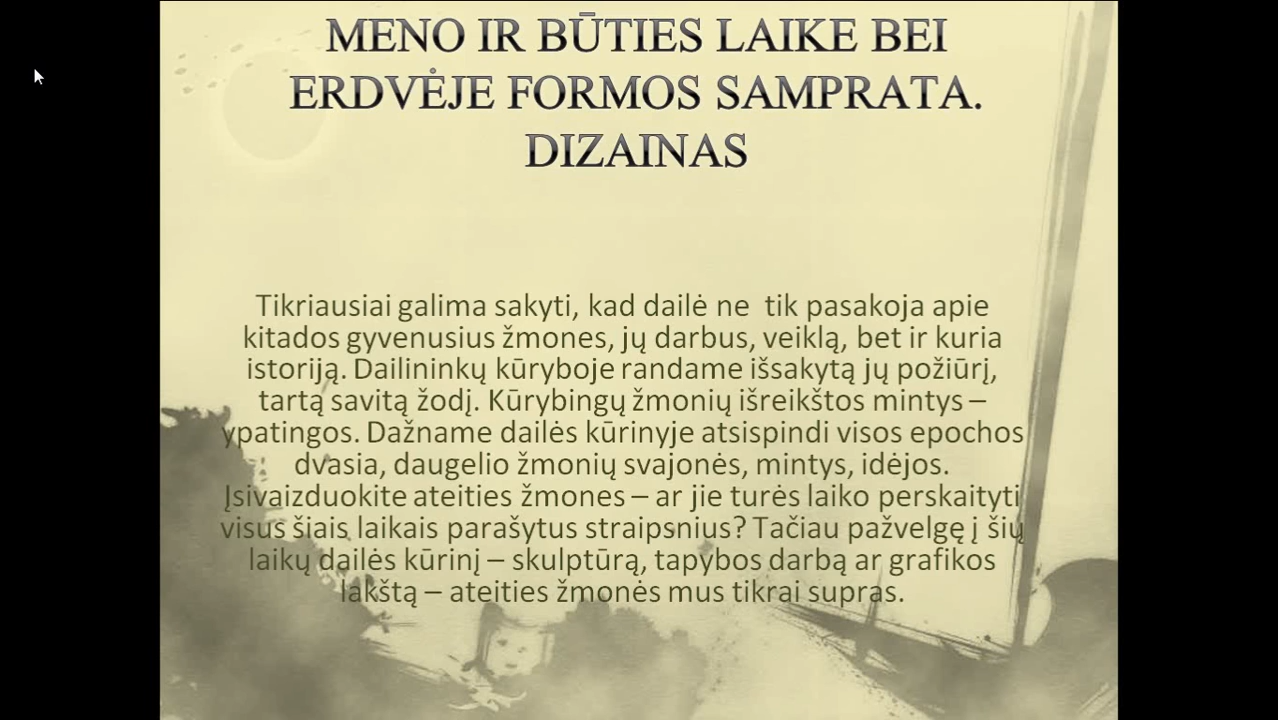 MENO IR BŪTIES LAIKE BEI
ERDVĖJE FORMOS SAMPRATA.
DIZAINAS
Tikriausiai galima sakyti, kad dailė ne tik pasakoja apie
kitados gyvenusius žmones, jų darbus, veiklą, bet ir kuria
istoriją. Dailininkų kūryboje randame išsakytą jų požiūrį,
tartą savitą žodį. Kūrybingų žmonių išreikštos mintys –
ypatingos. Dažname dailės kūrinyje atsispindi visos epochos
dvasia, daugelio žmonių svajonės, mintys, idėjos.
Įsivaizduokite ateities žmones – ar jie turės laiko perskaityti
visus šiais laikais parašytus straipsnius? Tačiau pažvelgę į šių
laikų dailės kūrinį – skulptūrą, tapybos darbą ar grafikos
lakštą – ateities žmonės mus tikrai supras.